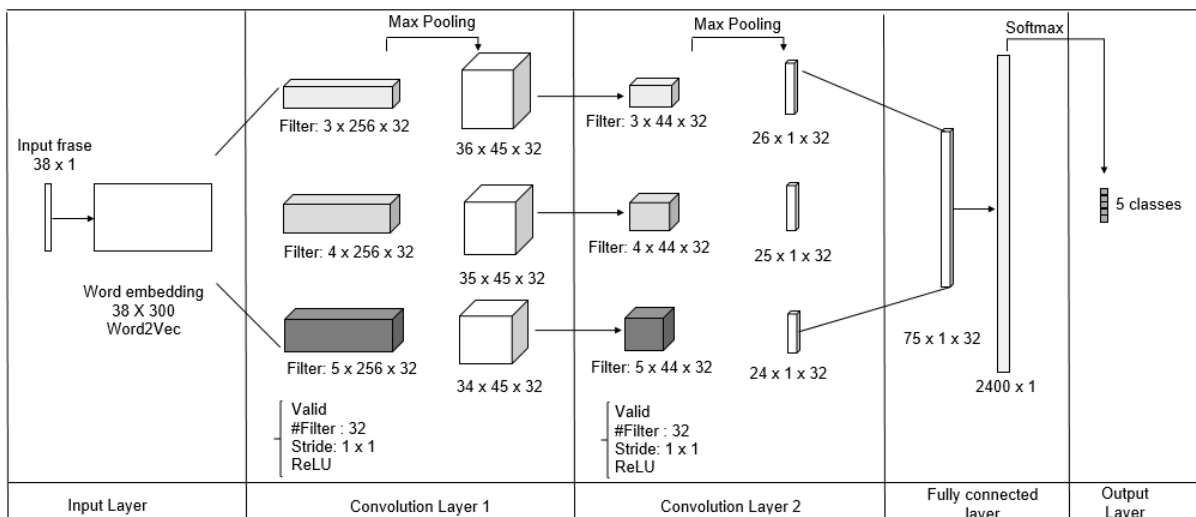 Max Pooling
Max Pooling
Softmax
Input frase
38 x 1
Word embedding
38 X 300
Word2Vec
Filter: 3 x 256 x 32
36 x 45 x 32
Filter: 4 x 256 x 32
35 x 45 x 32
Filter: 5 x 256 x 32
34 x 45 x 32
Valid
#Filter : 32
Stride: 1 x 1
ReLU
Filter: 3 x 44 x 32
26 x 1 x 32
Filter: 4 x 44 x 32
25 x 1 x 32
Filter: 5 x 44 x 32
24 x 1 x 32
Valid
#Filter : 32
Stride: 1 x 1
ReLU
75 x 1 x 32
2400 x 1
5 classes
Input Layer
Convolution Layer 1
Convolution Layer 2
Fully connected
layer
Output
Layer